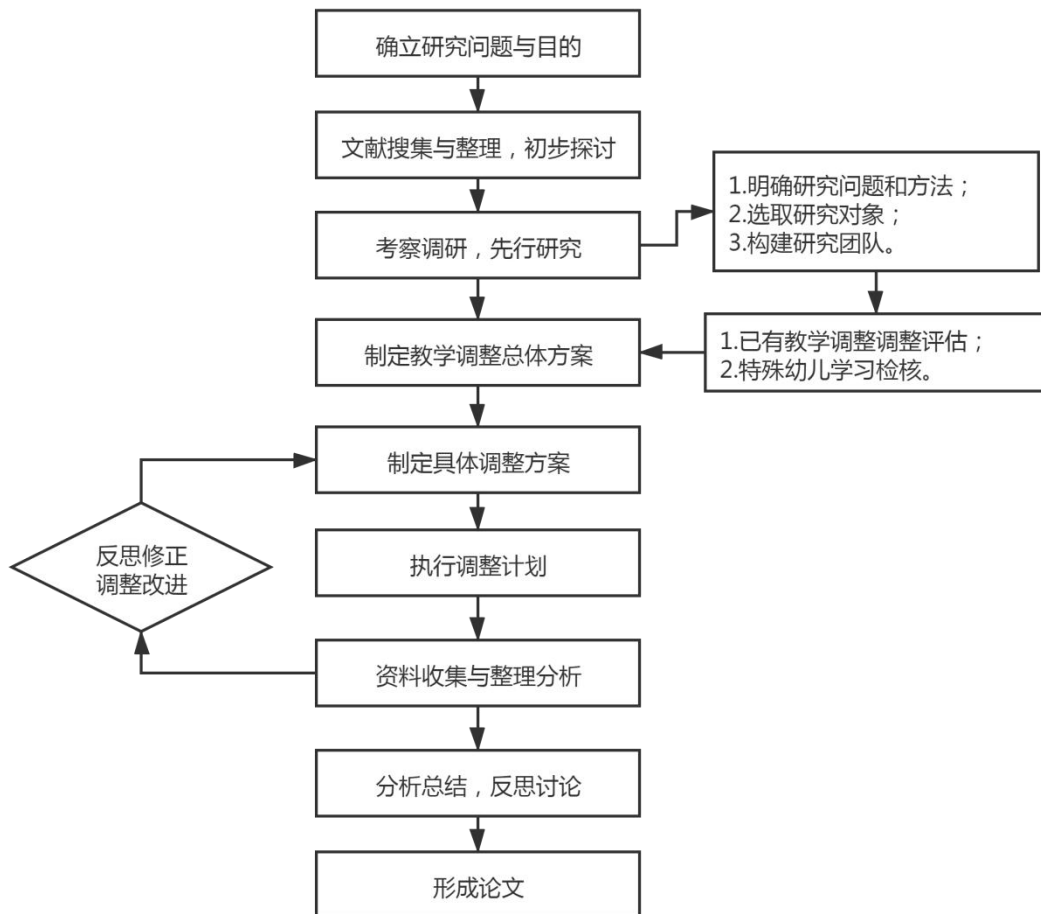 确立研究问题与目的
文献搜集与整理，初步探讨
考察调研，先行研究
1.明确研究问题和方法；
2.选取研究对象；
3.构建研究团队。
1.已有教学调整调整评估；
2.特殊幼儿学习检核。
制定教学调整总体方案
制定具体调整方案
反思修正
调整改进
执行调整计划
资料收集与整理分析
分析总结，反思讨论
形成论文